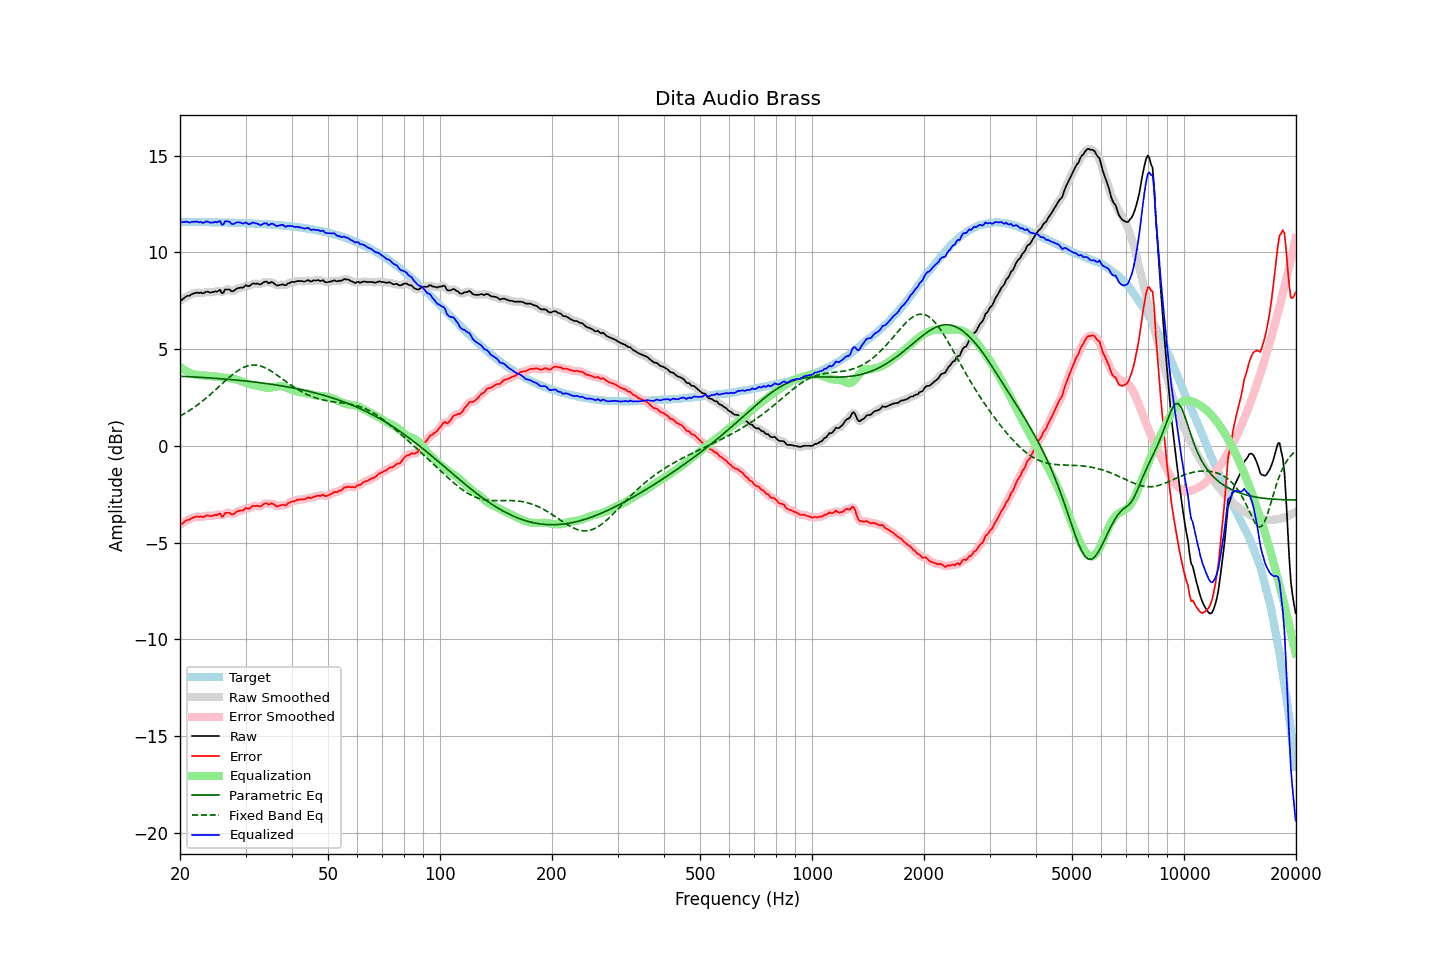 Dita Audio Brass
Amplitude (dBr)
15
10
5
0
−5
−10
−15
−20
Target
Raw Smoothed
Error Smoothed
Raw
Error
Equalization
Parametric Eq
Fixed Band Eq
Equalized
20 50 100 200 500 1000 2000 5000 10000 20000
Frequency (Hz)